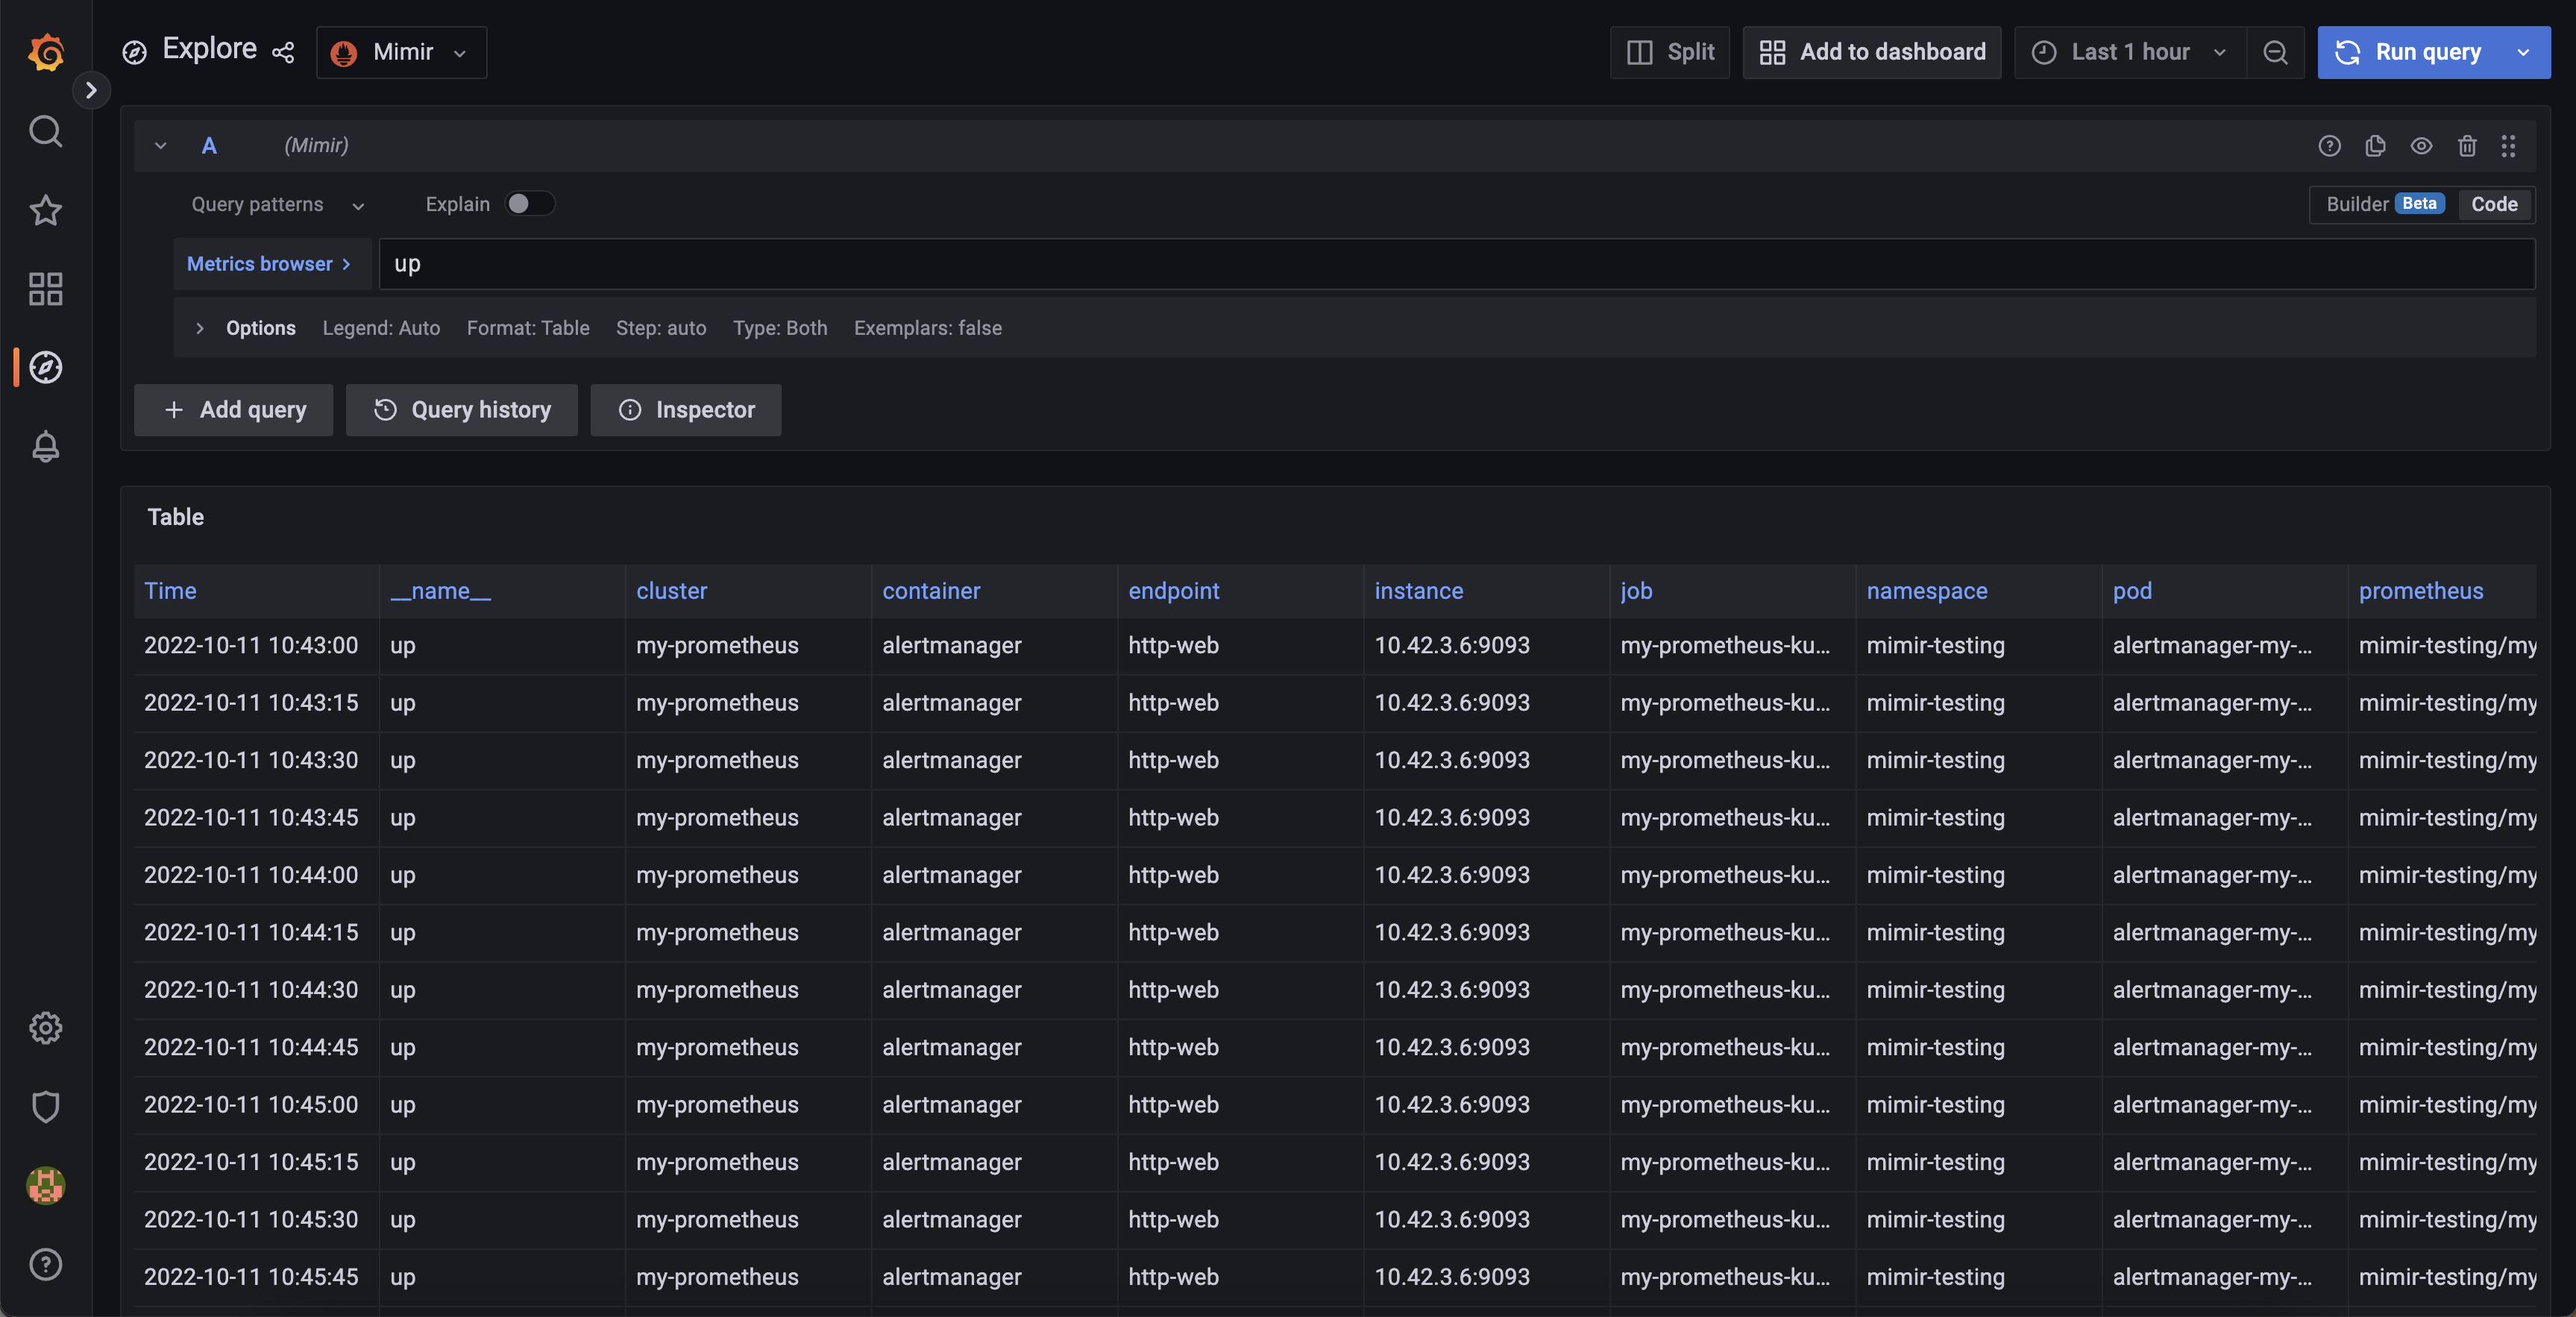 Explore Mimir Split Add to dashboard Last 1 hour Run query
A (Mimir)
Query patterns Explain Builder Beta Code
Metrics browser > up
> Options Legend: Auto Format: Table Step: auto Type: Both Exemplars: false
+ Add query Query history Inspector
Table
Time __name__ cluster container endpoint instance job namespace pod prometheus
2022-10-11 10:43:00 up my-prometheus alertmanager http-web 10.42.3.6:9093 my-prometheus-ku... mimir-testing alertmanager-my-... mimir-testing/my
2022-10-11 10:43:15 up my-prometheus alertmanager http-web 10.42.3.6:9093 my-prometheus-ku... mimir-testing alertmanager-my-... mimir-testing/my
2022-10-11 10:43:30 up my-prometheus alertmanager http-web 10.42.3.6:9093 my-prometheus-ku... mimir-testing alertmanager-my-... mimir-testing/my
2022-10-11 10:43:45 up my-prometheus alertmanager http-web 10.42.3.6:9093 my-prometheus-ku... mimir-testing alertmanager-my-... mimir-testing/my
2022-10-11 10:44:00 up my-prometheus alertmanager http-web 10.42.3.6:9093 my-prometheus-ku... mimir-testing alertmanager-my-... mimir-testing/my
2022-10-11 10:44:15 up my-prometheus alertmanager http-web 10.42.3.6:9093 my-prometheus-ku... mimir-testing alertmanager-my-... mimir-testing/my
2022-10-11 10:44:30 up my-prometheus alertmanager http-web 10.42.3.6:9093 my-prometheus-ku... mimir-testing alertmanager-my-... mimir-testing/my
2022-10-11 10:44:45 up my-prometheus alertmanager http-web 10.42.3.6:9093 my-prometheus-ku... mimir-testing alertmanager-my-... mimir-testing/my
2022-10-11 10:45:00 up my-prometheus alertmanager http-web 10.42.3.6:9093 my-prometheus-ku... mimir-testing alertmanager-my-... mimir-testing/my
2022-10-11 10:45:15 up my-prometheus alertmanager http-web 10.42.3.6:9093 my-prometheus-ku... mimir-testing alertmanager-my-... mimir-testing/my
2022-10-11 10:45:30 up my-prometheus alertmanager http-web 10.42.3.6:9093 my-prometheus-ku... mimir-testing alertmanager-my-... mimir-testing/my
2022-10-11 10:45:45 up my-prometheus alertmanager http-web 10.42.3.6:9093 my-prometheus-ku... mimir-testing alertmanager-my-... mimir-testing/my